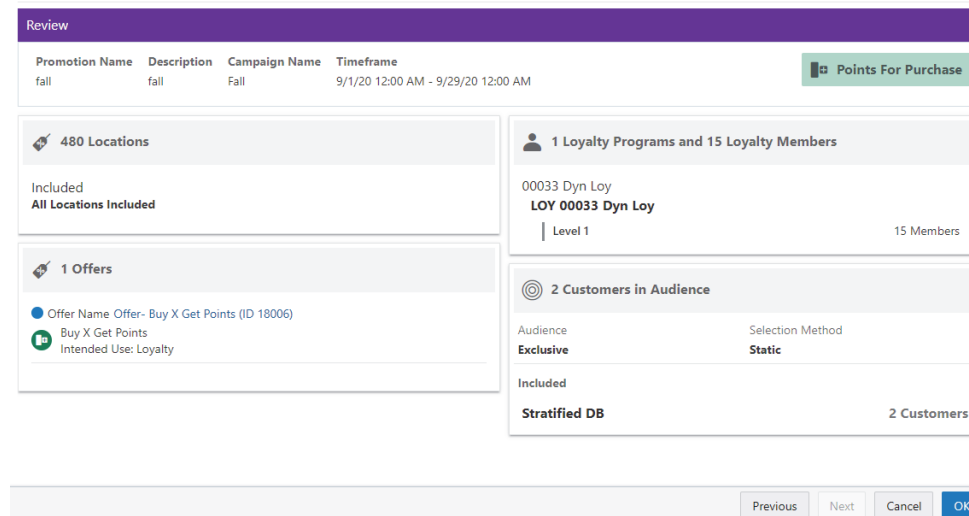 Review
Promotion Name Description Campaign Name Timeframe
fall fall Fall 9/1/20 12:00 AM - 9/29/20 12:00 AM
Points For Purchase
480 Locations
Included
All Locations Included
1 Offers
Offer Name Offer- Buy X Get Points (ID 18006)
Buy X Get Points
Intended Use: Loyalty
1 Loyalty Programs and 15 Loyalty Members
00033 Dyn Loy
LOY 00033 Dyn Loy
Level 1 15 Members
2 Customers in Audience
Audience Selection Method
Exclusive Static
Included
Stratified DB 2 Customers
Previous Next Cancel OK